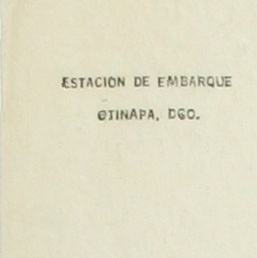 ESTACION DE EMBARQUE
OTINAPA, DGO.